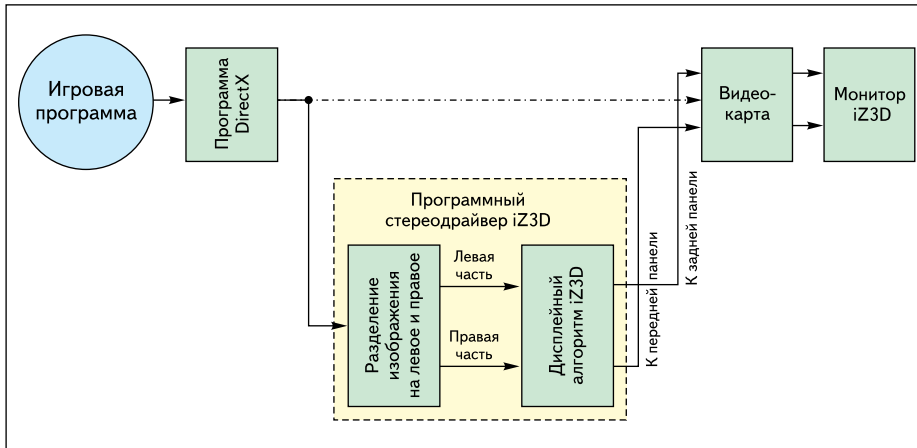 Игровая
программа
Программа
DirectX
Видео-
карта
Монитор
iZ3D
Программный
стереодрайвер iZ3D
Разделение
изображения
на левое и правое
Левая
часть
Правая
часть
Дисплейный
алгоритм iZ3D
К передней панели
К задней панели